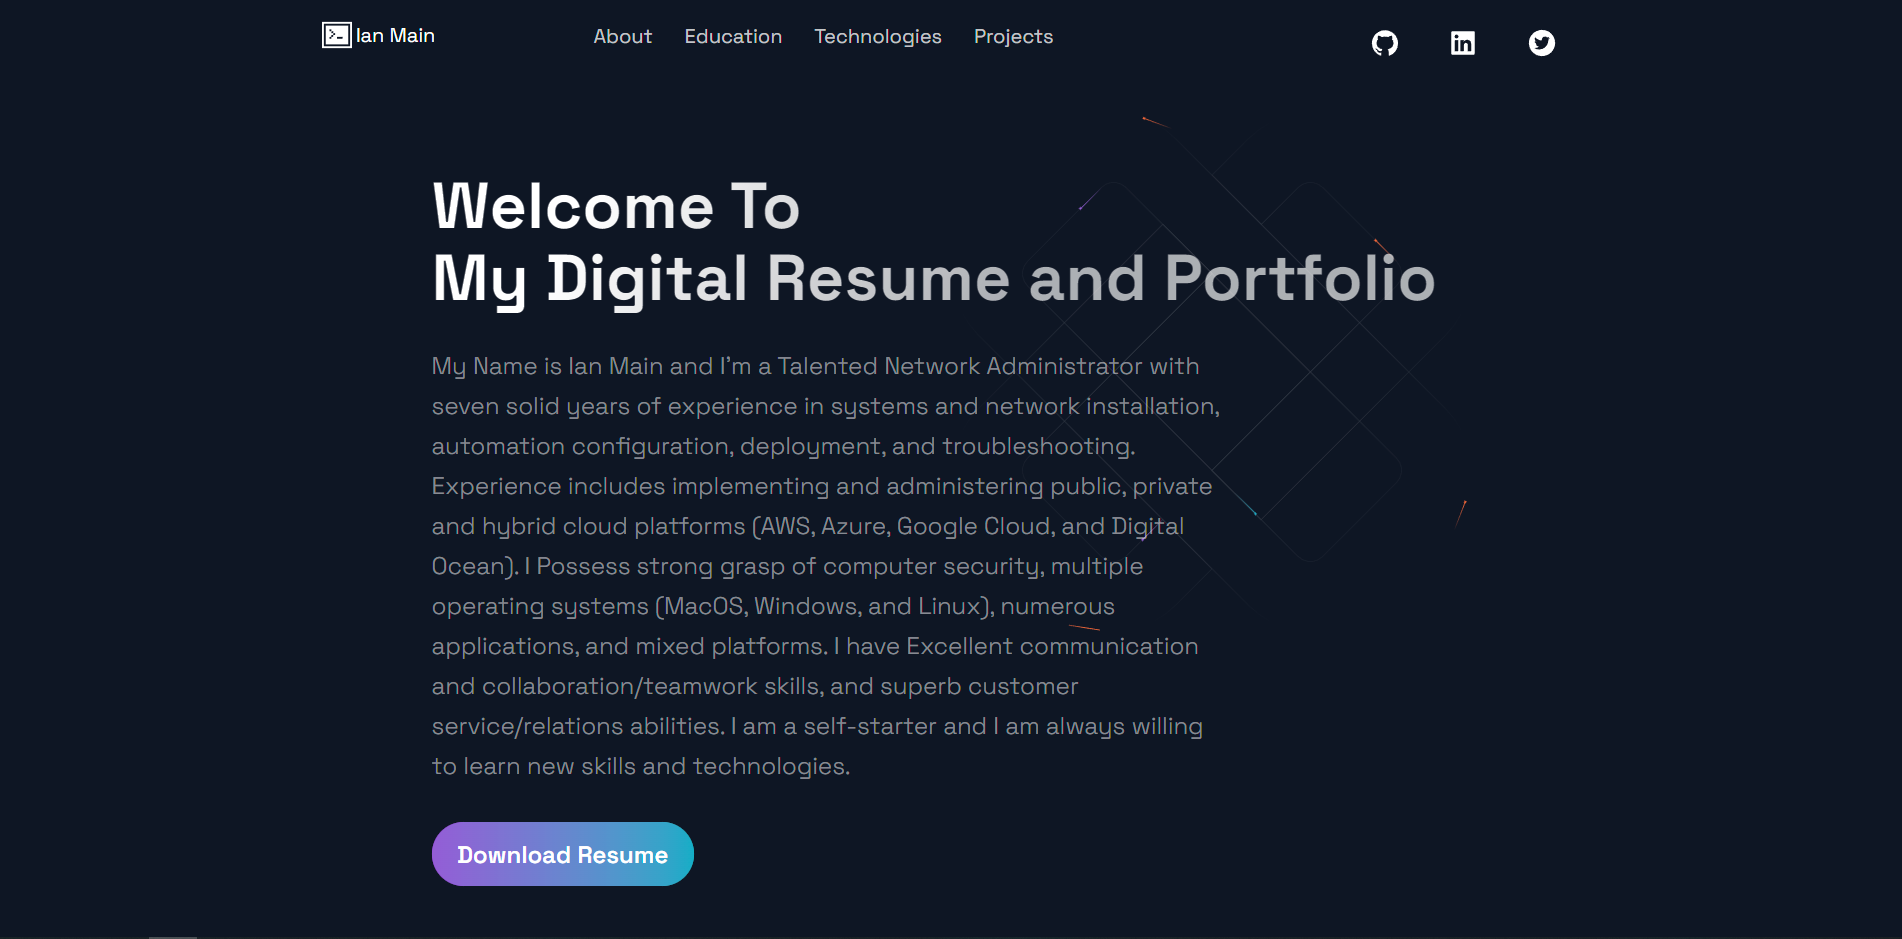 Ian Main
About Education Technologies Projects
Welcome To
My Digital Resume and Portfolio
My Name is Ian Main and I'm a Talented Network Administrator with
seven solid years of experience in systems and network installation,
automation configuration, deployment, and troubleshooting.
Experience includes implementing and administering public, private
and hybrid cloud platforms (AWS, Azure, Google Cloud, and Digital
Ocean). I Possess strong grasp of computer security, multiple
operating systems (MacOS, Windows, and Linux), numerous
applications, and mixed platforms. I have Excellent communication
and collaboration/teamwork skills, and superb customer
service/relations abilities. I am a self-starter and I am always willing
to learn new skills and technologies.
Download Resume